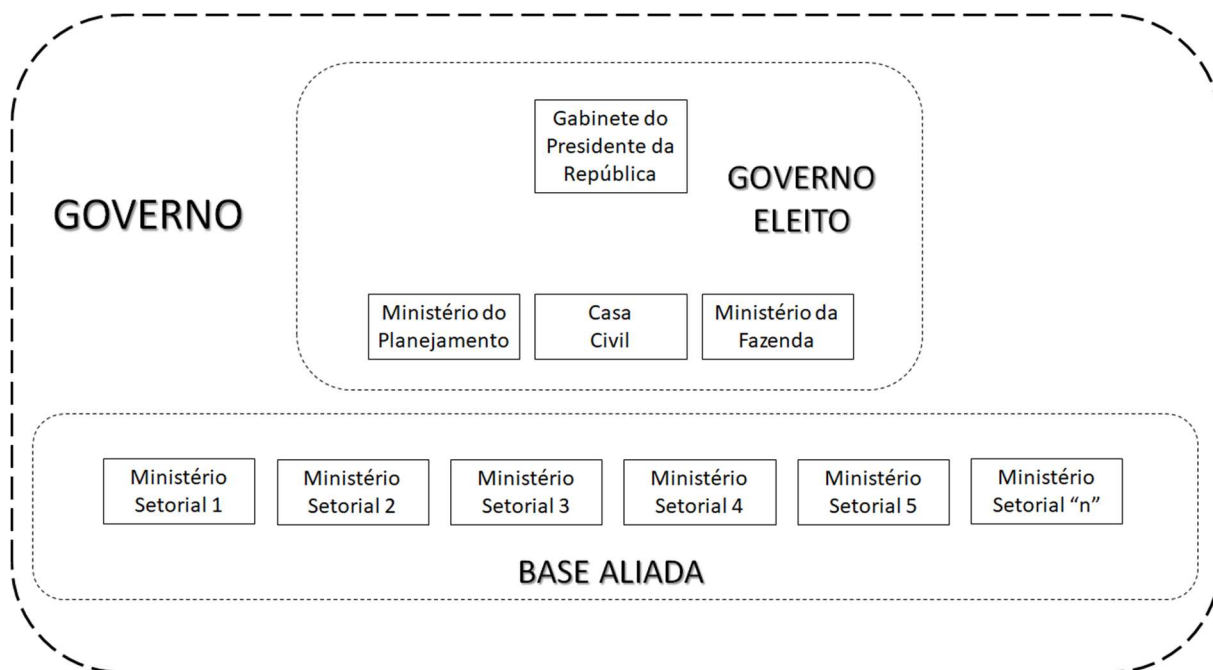 GOVERNO
Gabinete do
Presidente da
República
GOVERNO
ELEITO
Ministério do
Planejamento
Casa
Civil
Ministério da
Fazenda
Ministério
Setorial 1
Ministério
Setorial 2
Ministério
Setorial 3
Ministério
Setorial 4
Ministério
Setorial 5
Ministério
Setorial “n”
BASE ALIADA